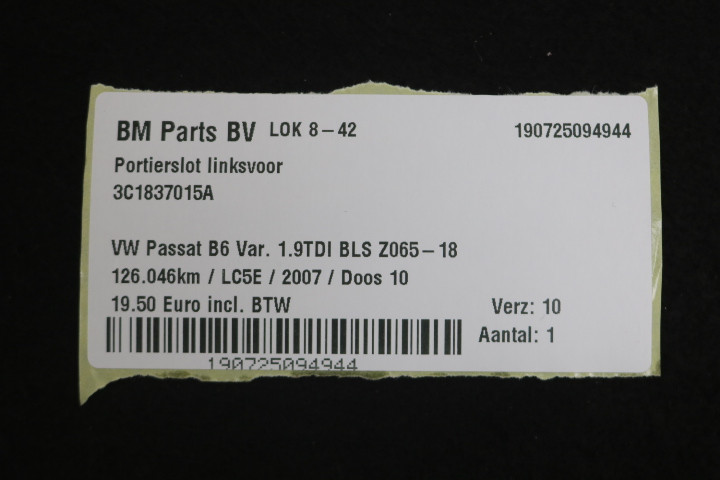 BM Parts BV LOK 8-42 190725094944
Portierslot linksvoor
3C1837015A
VW Passat B6 Var. 1.9TDI BLS Z065-18
126.046km / LC5E / 2007 / Doos 10
19.50 Euro incl. BTW Verz: 10
Aantal: 1
190725094944